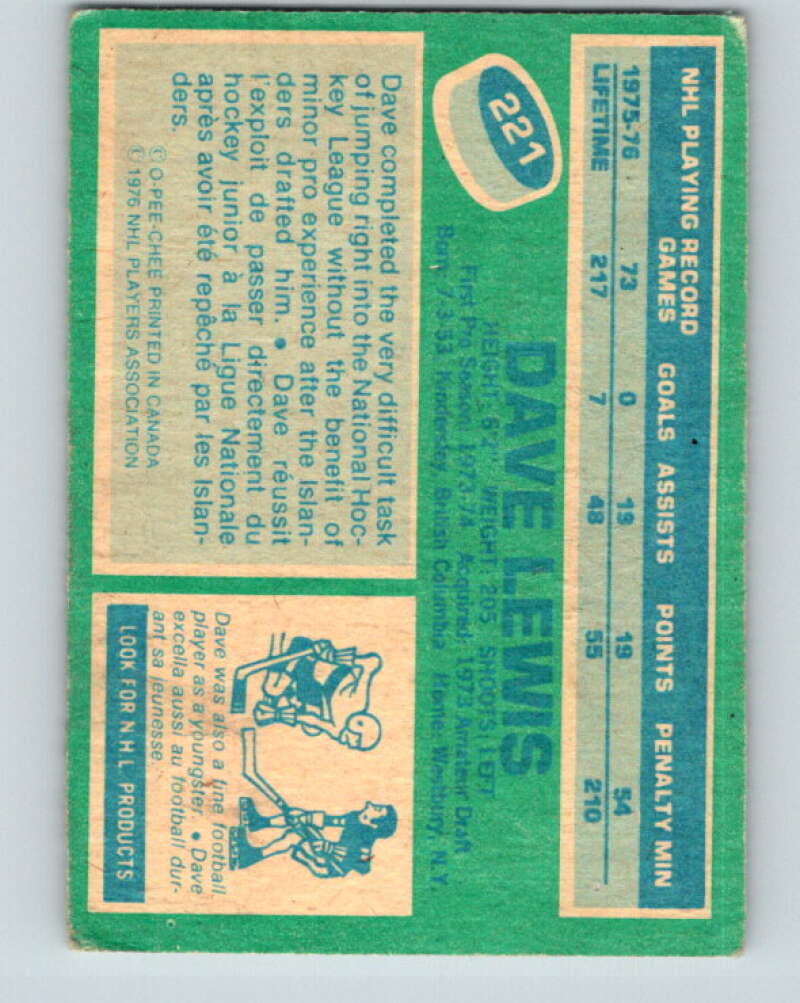 NHL PLAYING RECORD
GAMES GOALS ASSISTS POINTS PENALTY MIN
1975-76 73 0 19 19 54
LIFETIME 217 7 48 55 210
221
DAVE LEWIS
HEIGHT: 6'2" WEIGHT: 205 SHOOTS: LEFT
First Pro Season: 1973-74 Acquired: 1973 Amateur Draft
Born: 7-3-53 Kindersley, British Columbia Home: Westbury, N.Y.
Dave completed the very difficult task
of jumping right into the National Hoc-
key League without the benefit of
minor pro experience after the Islan-
ders drafted him. • Dave réussit
l'exploit de passer directement du
hockey junior à la Ligue Nationale
après avoir été repêché par les Islan-
ders.
© O-PEE-CHEE PRINTED IN CANADA
© 1976 NHL PLAYERS ASSOCIATION
Dave was also a fine football
player as a youngster. • Dave
excella aussi au football dur-
ant sa jeunesse.
LOOK FOR N.H.L. PRODUCTS